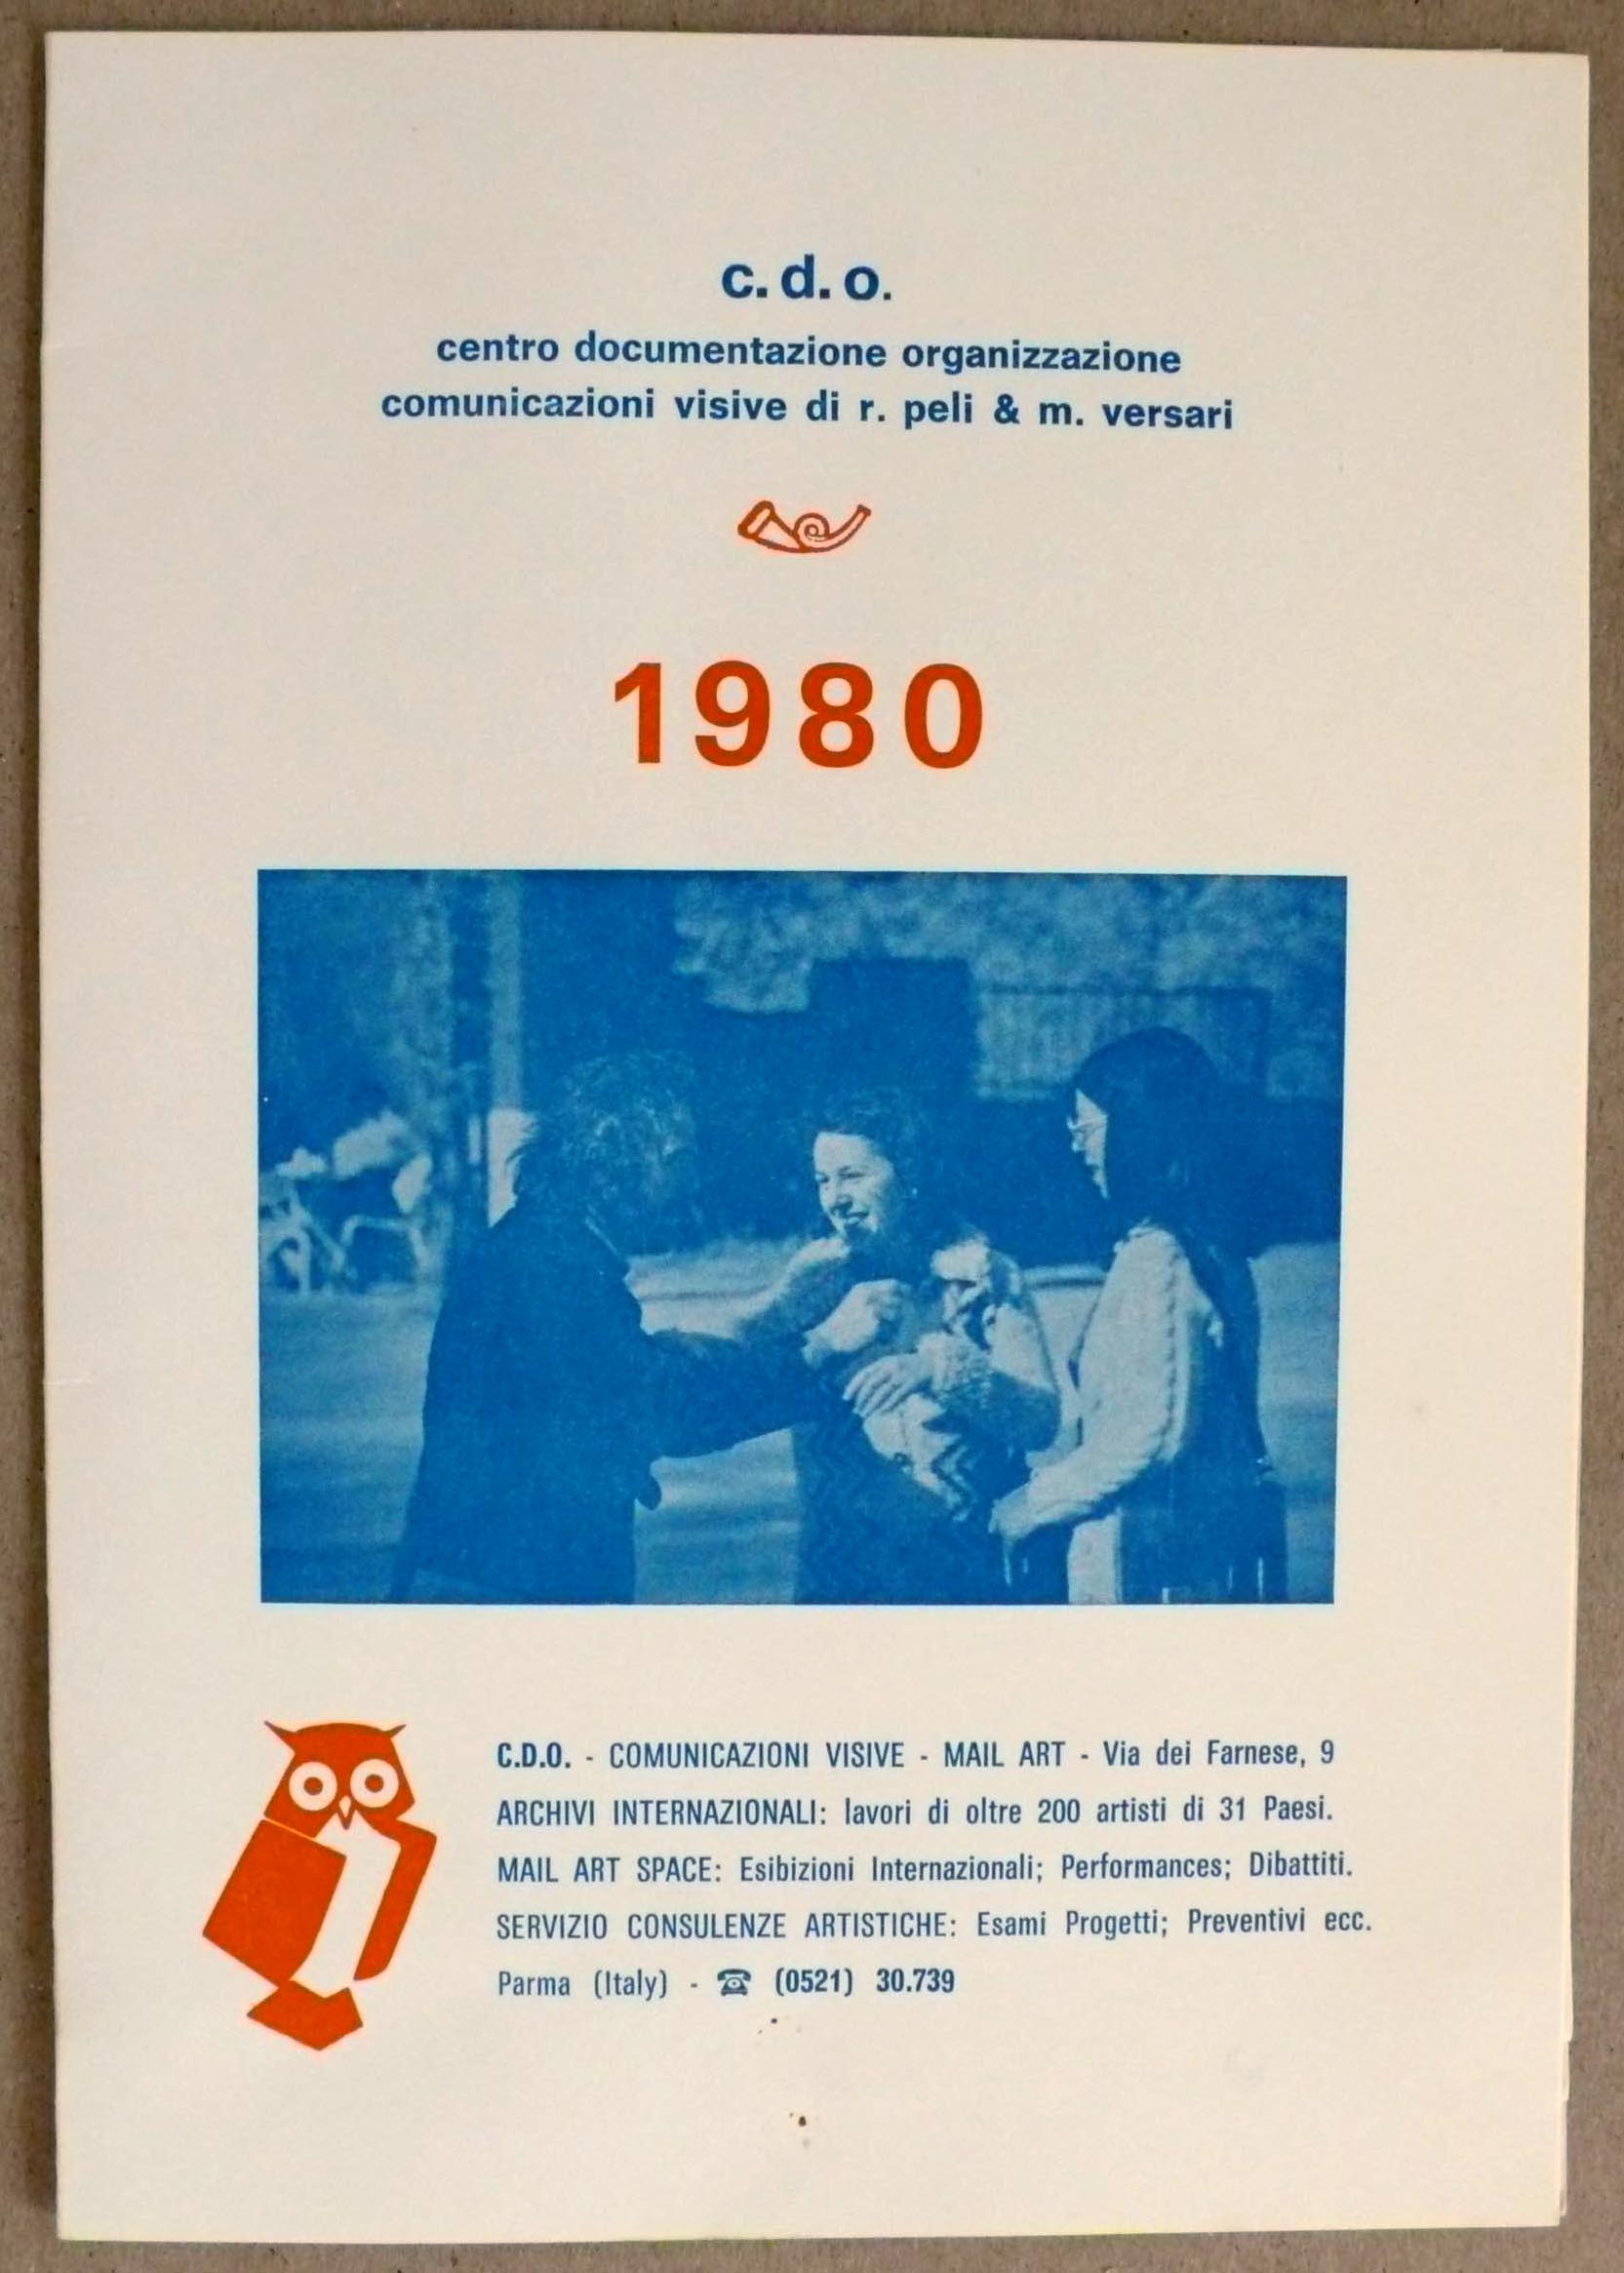 c. d. o.
centro documentazione organizzazione
comunicazioni visive di r. peli & m. versari
1980
C.D.O. - COMUNICAZIONI VISIVE - MAIL ART - Via dei Farnese, 9
ARCHIVI INTERNAZIONALI: lavori di oltre 200 artisti di 31 Paesi.
MAIL ART SPACE: Esibizioni Internazionali; Performances; Dibattiti.
SERVIZIO CONSULENZE ARTISTICHE: Esami Progetti; Preventivi ecc.
Parma (Italy) - ☎ (0521) 30.739